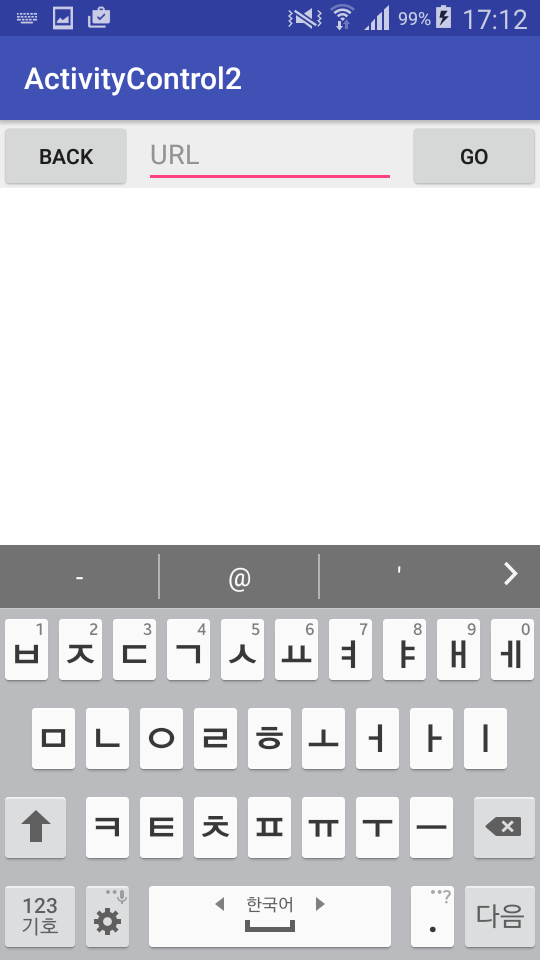 99% 17:12
ActivityControl2
BACK URL GO
- @ '
1 2 3 4 5 6 7 8 9 0
ㅂ ㅈ ㄷ ㄱ ㅅ ㅛ ㅕ ㅑ ㅐ ㅔ
ㅁ ㄴ ㅇ ㄹ ㅎ ㅗ ㅓ ㅏ ㅣ
ㅋ ㅌ ㅊ ㅍ ㅠ ㅜ ㅡ
123 기호 한국어 . ? 다음